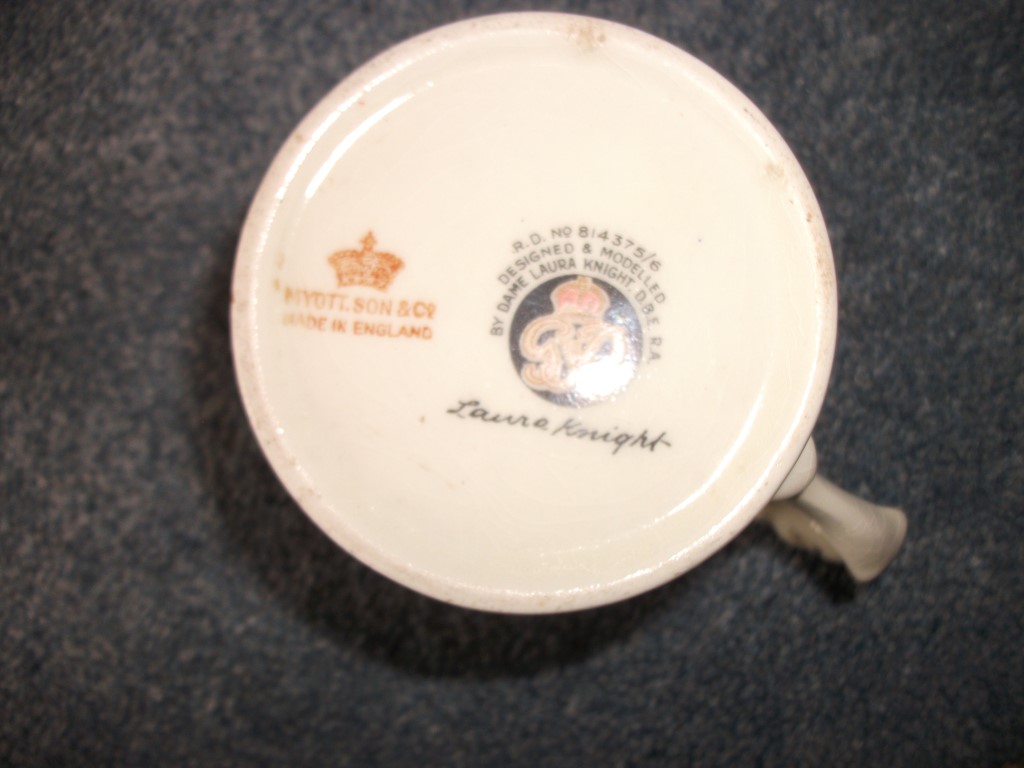 MYOTT. SON & Cº
MADE IN ENGLAND
R.D. Nº 814375/6
DESIGNED & MODELLED
BY DAME LAURA KNIGHT. D.B.E. R.A.
Laura Knight